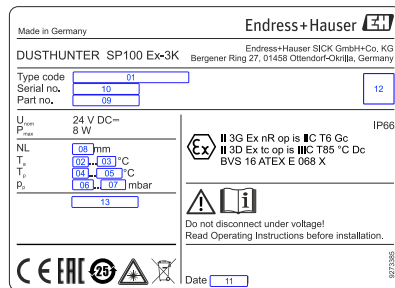 Made in Germany
Endress+Hauser EH
DUSTHUNTER SP100 Ex-3K
Endress+Hauser SICK GmbH+Co, KG
Bergener Ring 27, 01458 Ottendorf-Okrilla, Germany
Type code 01
Serial no. 10
Part no. 09
12
Unom 24 V DC=
Pmax 8 W
IP66
NL 08 mm
Ta 02...03 °C
Tp 04...05 °C
pp 06...07 mbar
13
Ex
II 3G Ex nR op is IIC T6 Gc
II 3D Ex tc op is IIIC T85 °C Dc
BVS 16 ATEX E 068 X
Do not disconnect under voltage!
Read Operating Instructions before installation.
CE EAC 25
Date 11
9273385